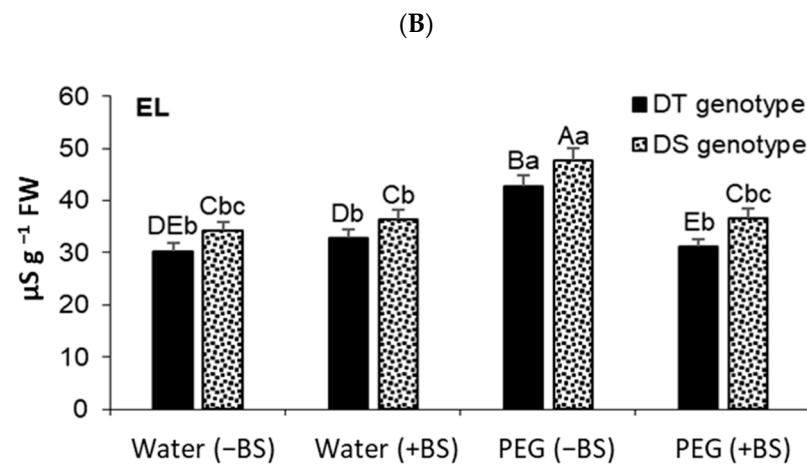 (B)
EL
DT genotype
DS genotype
µS g −1 FW
60
50
40
30
20
10
0
DEb
Cbc
Db
Cb
Ba
Aa
Eb
Cbc
Water (−BS)
Water (+BS)
PEG (−BS)
PEG (+BS)